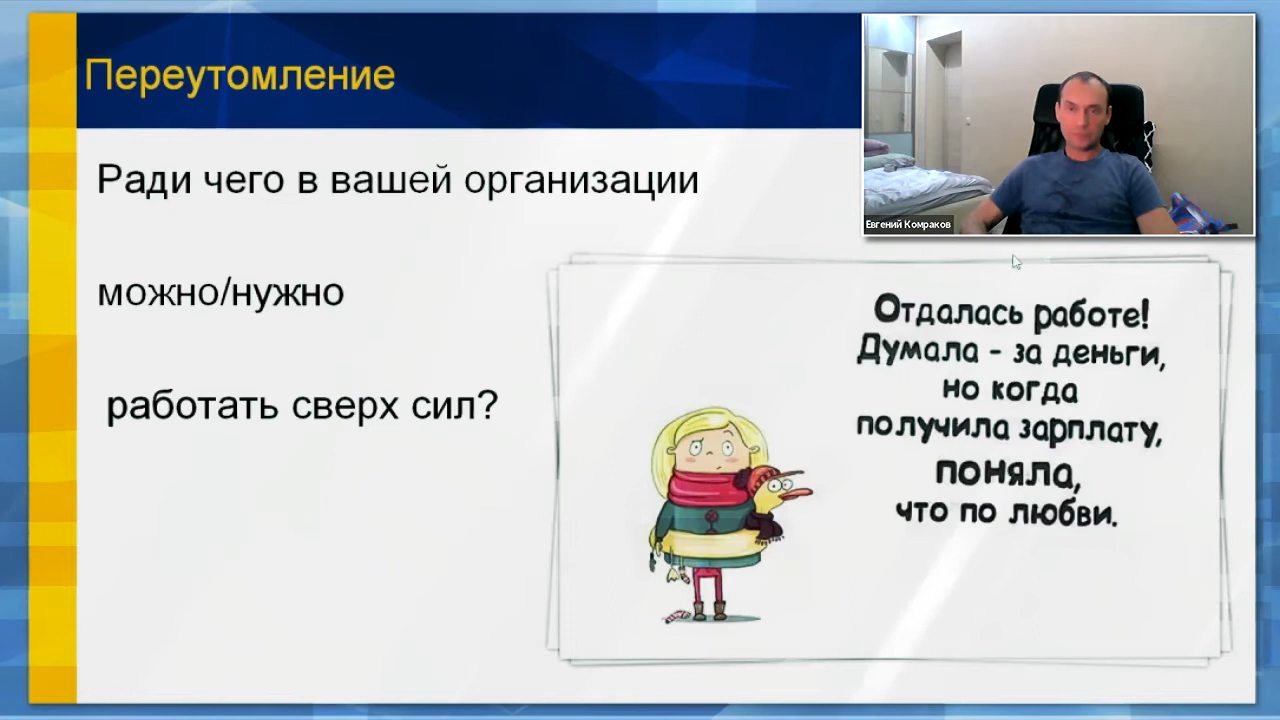 Переутомление
Ради чего в вашей организации
можно/нужно
работать сверх сил?
Евгений Комраков
Отдалась работе!
Думала - за деньги,
но когда
получила зарплату,
поняла,
что по любви.